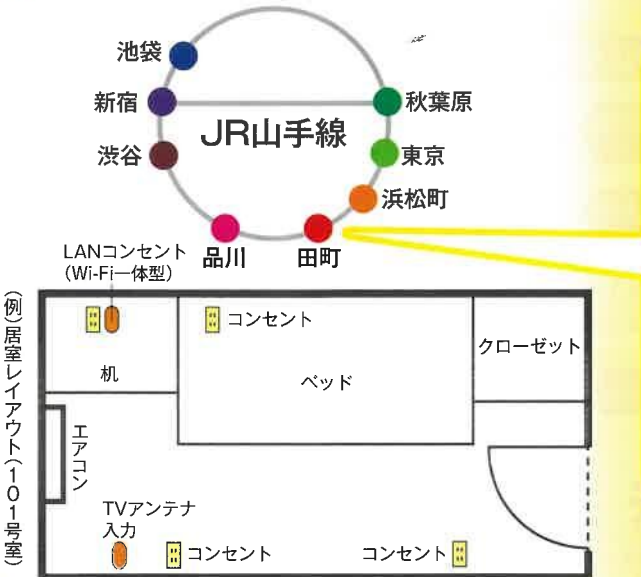 池袋
新宿
秋葉原
JR山手線
渋谷
東京
浜松町
品川
田町
LANコンセント
(Wi-Fi一体型)
コンセント
クローゼット
机
ベッド
(例)居室レイアウト(101号室)
エアコン
TVアンテナ
入力
コンセント
コンセント